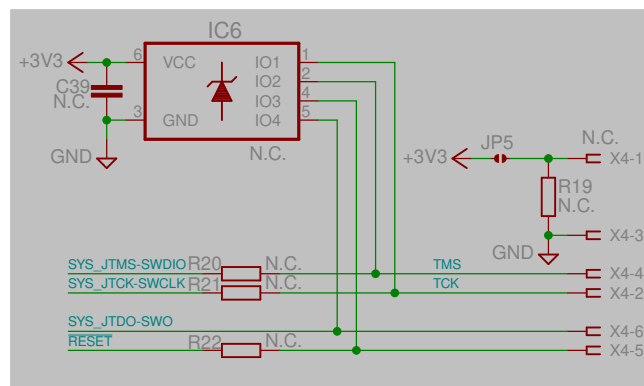 IC6
+3V3
6
VCC
IO1
1
IO2
2
C39
N.C.
IO3
4
3
GND
IO4
5
GND
N.C.
+3V3
JP5
N.C.
X4-1
R19
N.C.
X4-3
GND
SYS_JTMS-SWDIO
R20
N.C.
TMS
X4-4
SYS_JTCK-SWCLK
R21
N.C.
TCK
X4-2
SYS_JTDO-SWO
X4-6
RESET
R22
N.C.
X4-5